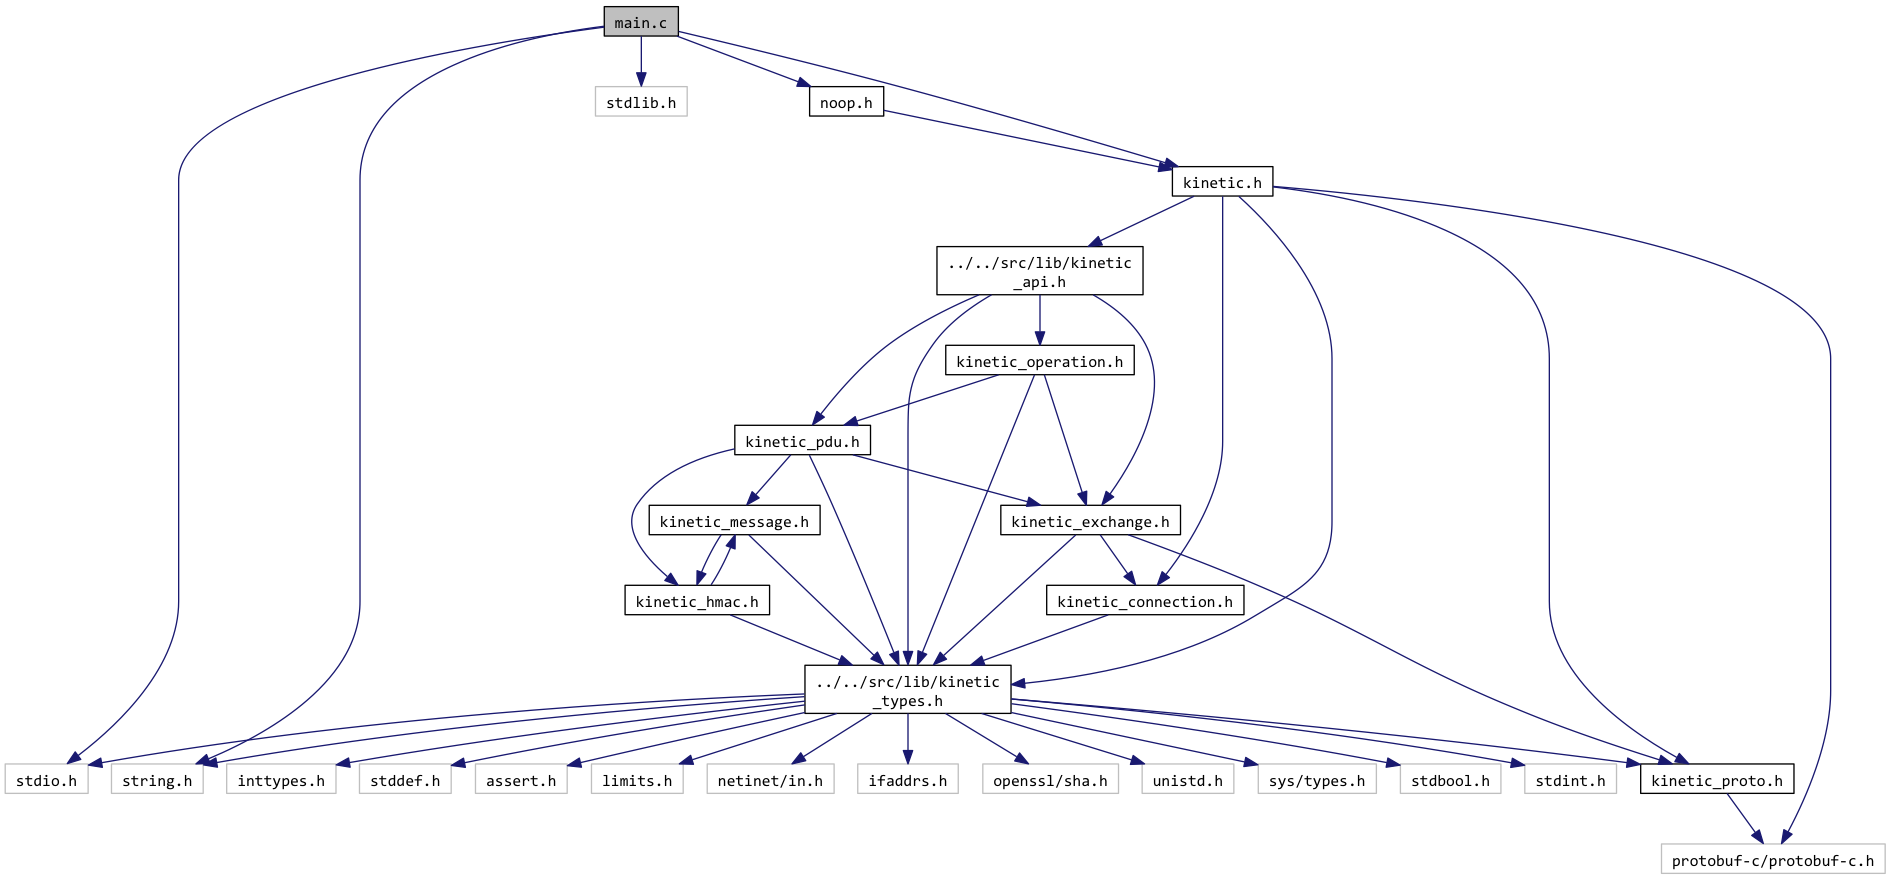 main.c
stdlib.h
noop.h
kinetic.h
../../src/lib/kinetic
_api.h
kinetic_operation.h
kinetic_pdu.h
kinetic_message.h
kinetic_exchange.h
kinetic_hmac.h
kinetic_connection.h
../../src/lib/kinetic
_types.h
stdio.h
string.h
inttypes.h
stddef.h
assert.h
limits.h
netinet/in.h
ifaddrs.h
openssl/sha.h
unistd.h
sys/types.h
stdbool.h
stdint.h
kinetic_proto.h
protobuf-c/protobuf-c.h